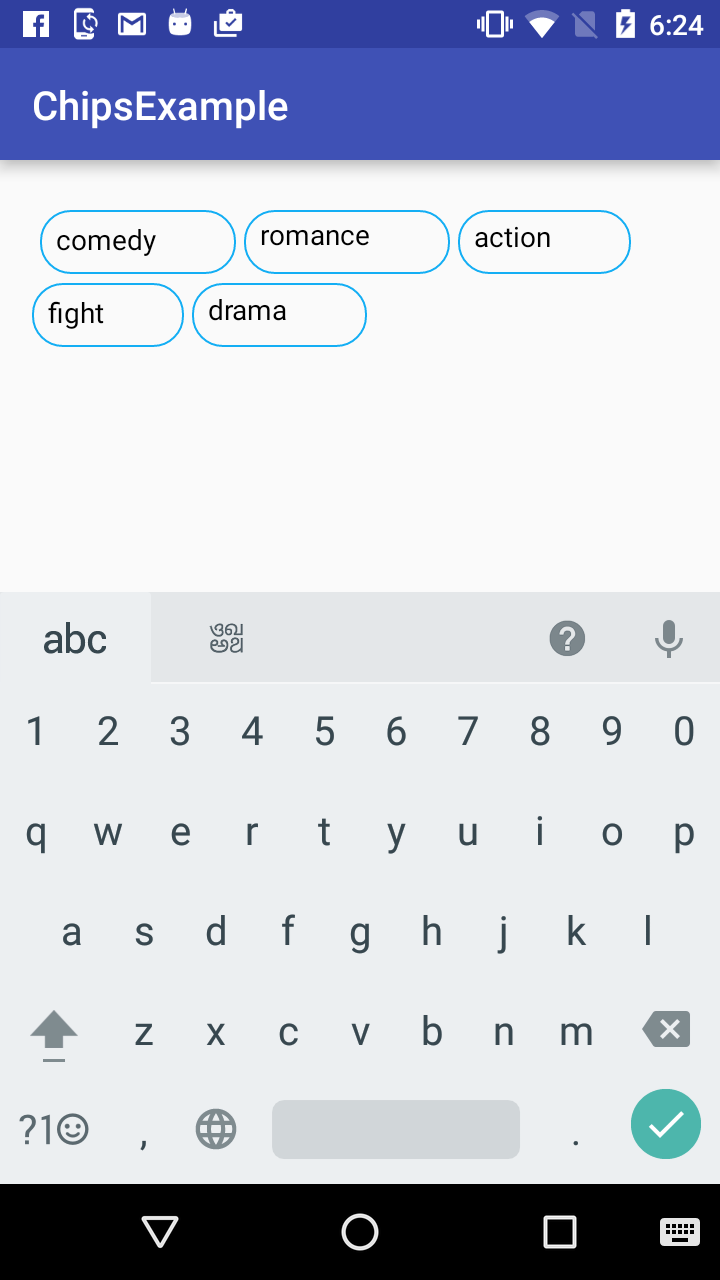 6:24
ChipsExample
comedy romance action
fight drama
abc
1 2 3 4 5 6 7 8 9 0
q w e r t y u i o p
a s d f g h j k l
z x c v b n m
?1 , .